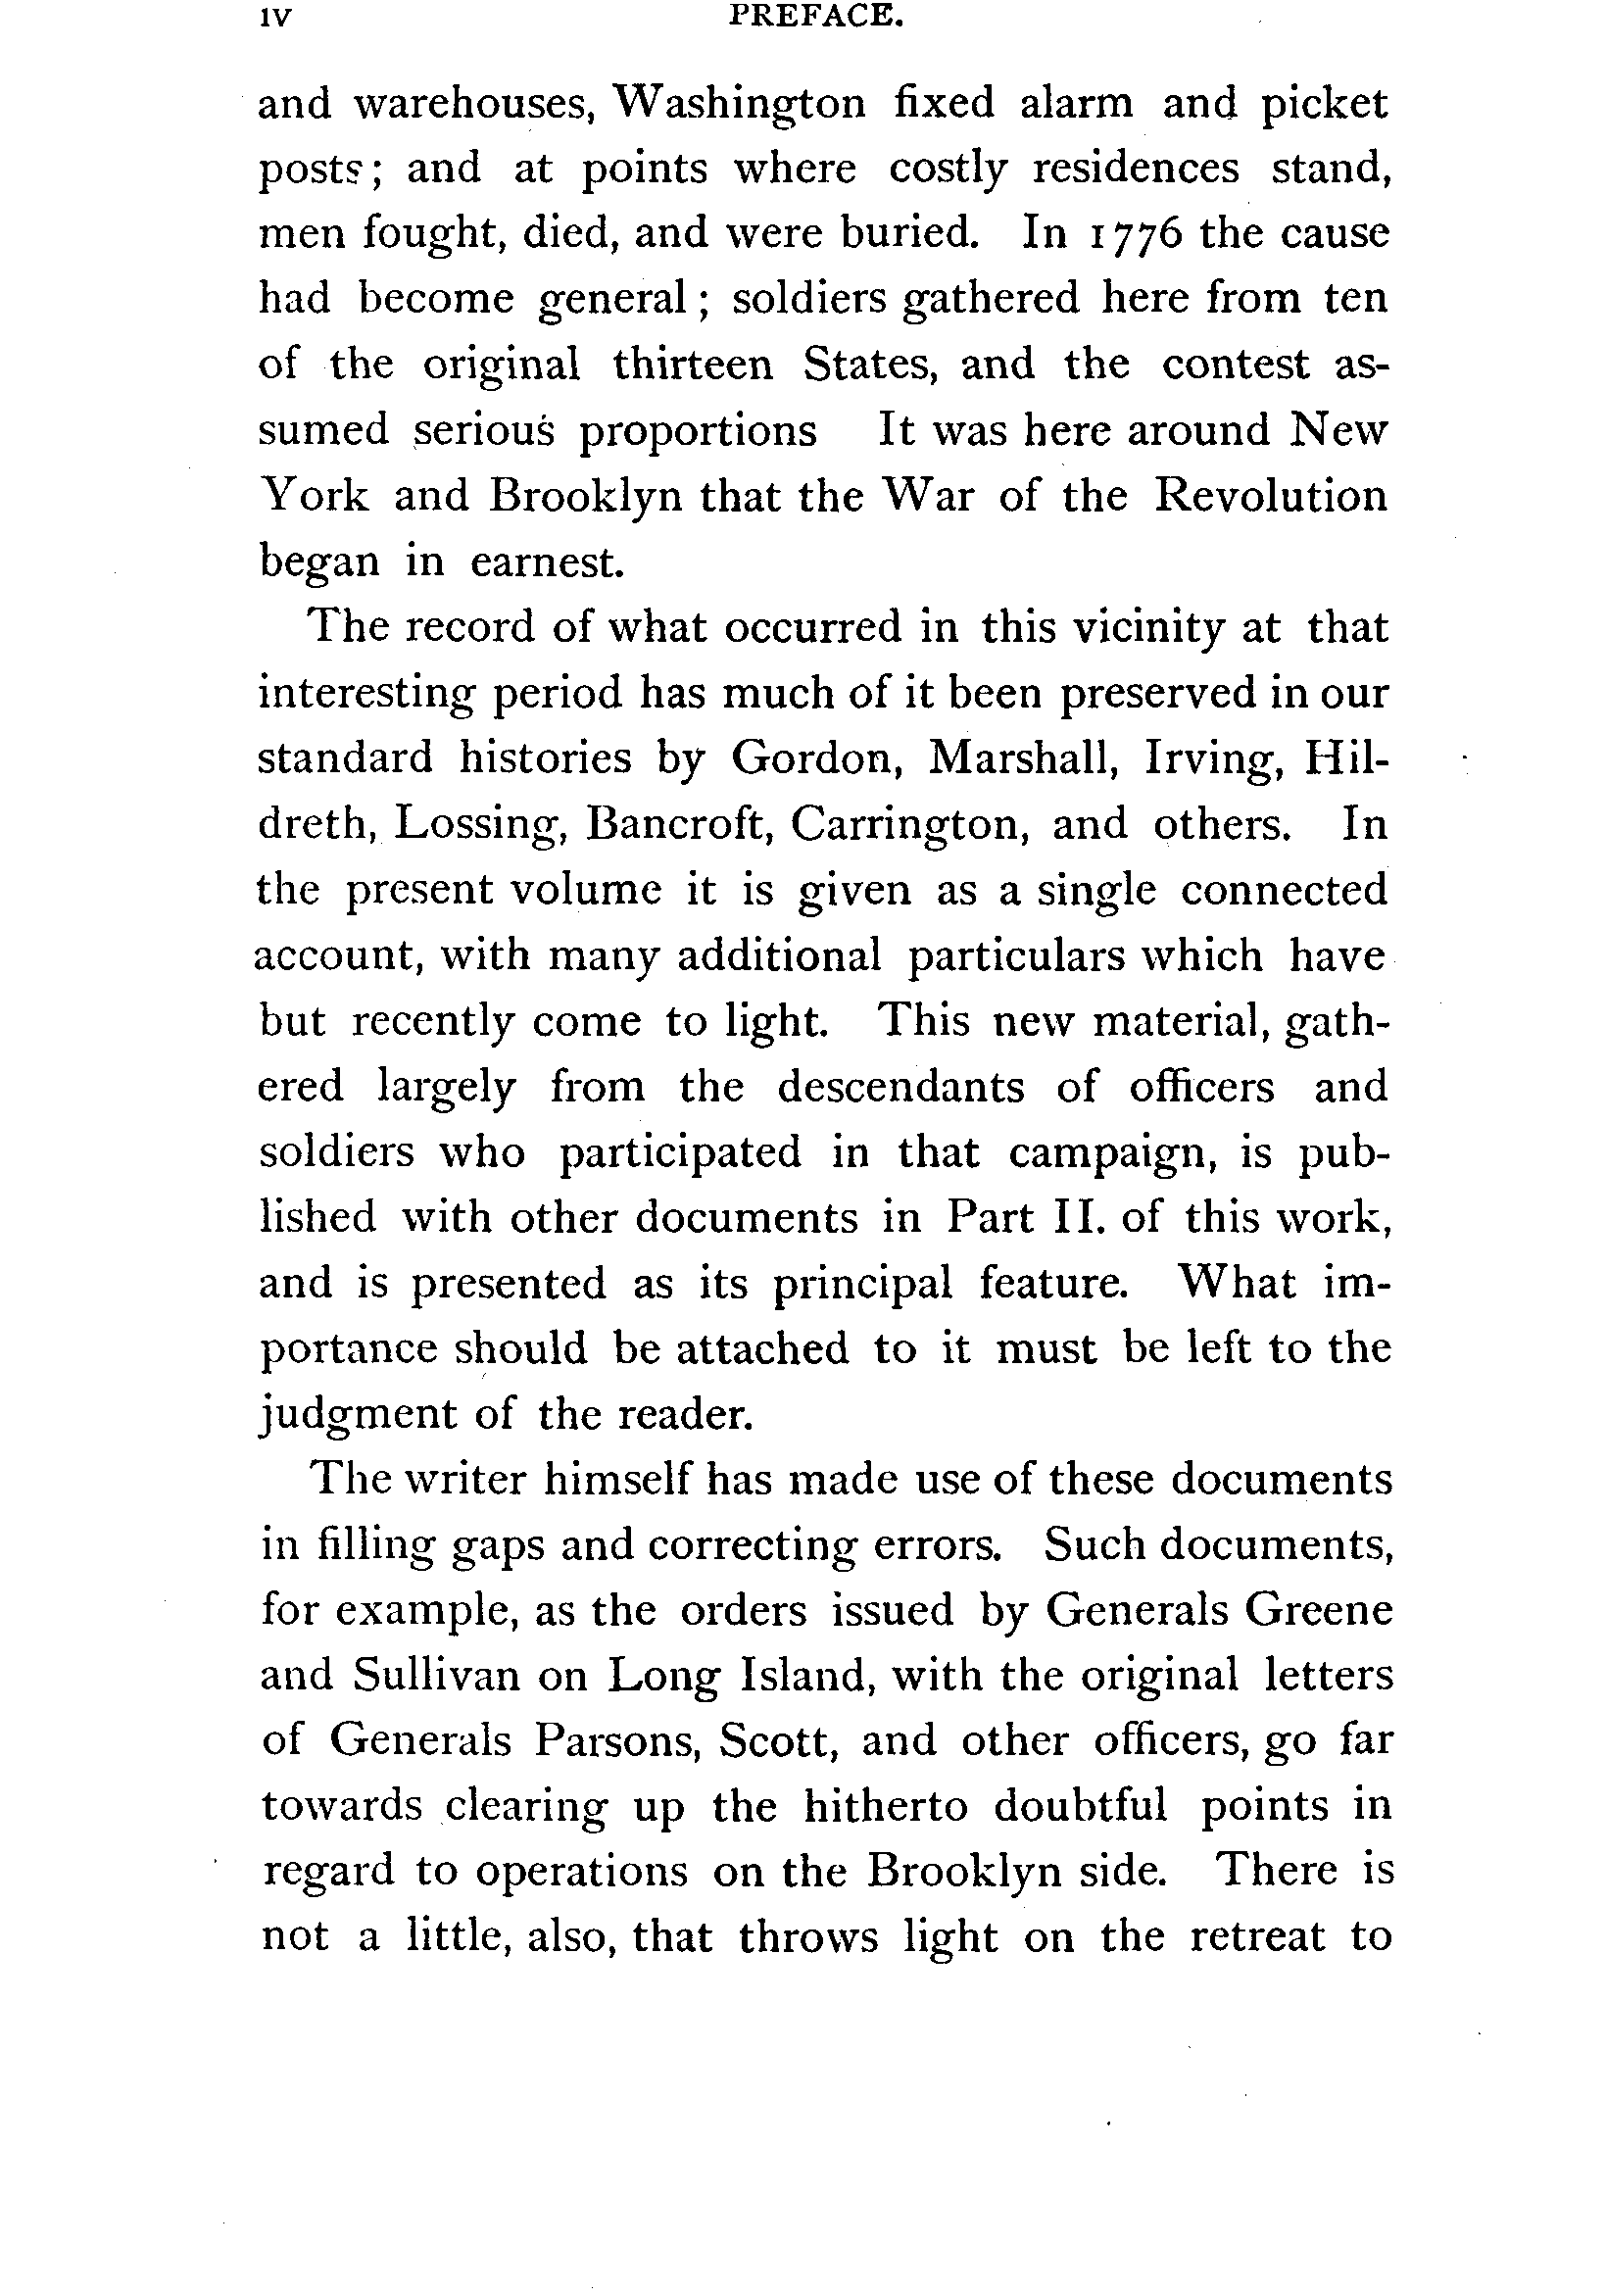 iv PREFACE.
and warehouses, Washington fixed alarm and picket
posts; and at points where costly residences stand,
men fought, died, and were buried. In 1776 the cause
had become general; soldiers gathered here from ten
of the original thirteen States, and the contest as-
sumed serious proportions It was here around New
York and Brooklyn that the War of the Revolution
began in earnest.
The record of what occurred in this vicinity at that
interesting period has much of it been preserved in our
standard histories by Gordon, Marshall, Irving, Hil-
dreth, Lossing, Bancroft, Carrington, and others. In
the present volume it is given as a single connected
account, with many additional particulars which have
but recently come to light. This new material, gath-
ered largely from the descendants of officers and
soldiers who participated in that campaign, is pub-
lished with other documents in Part II. of this work,
and is presented as its principal feature. What im-
portance should be attached to it must be left to the
judgment of the reader.
The writer himself has made use of these documents
in filling gaps and correcting errors. Such documents,
for example, as the orders issued by Generals Greene
and Sullivan on Long Island, with the original letters
of Generals Parsons, Scott, and other officers, go far
towards clearing up the hitherto doubtful points in
regard to operations on the Brooklyn side. There is
not a little, also, that throws light on the retreat to